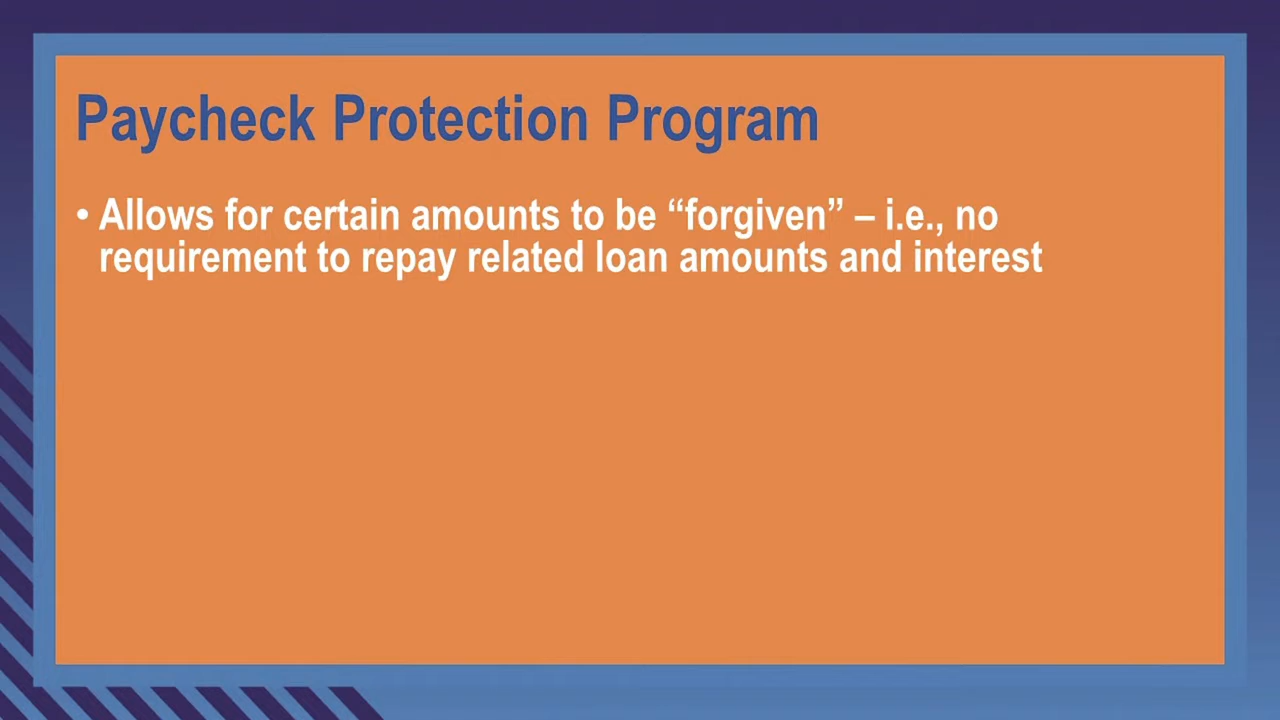 Paycheck Protection Program
• Allows for certain amounts to be “forgiven” – i.e., no
requirement to repay related loan amounts and interest